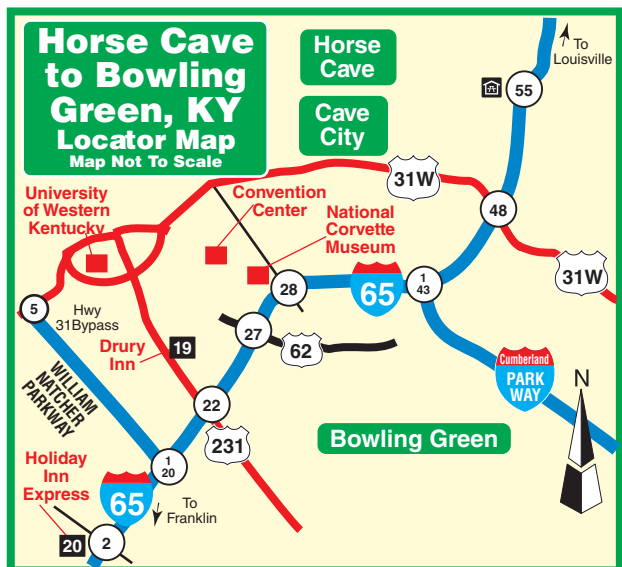 Horse Cave
to Bowling
Green, KY
Locator Map
Map Not To Scale
Horse
Cave
Cave
City
To
Louisville
55
31W
48
31W
University
of Western
Kentucky
Convention
Center
National
Corvette
Museum
28
65
1
43
5
Hwy
31Bypass
27
62
Drury
Inn
19
Cumberland
PARK
WAY
N
WILLIAM
NATCHER
PARKWAY
22
231
Bowling Green
1
20
Holiday
Inn
Express
65
To
Franklin
20
2